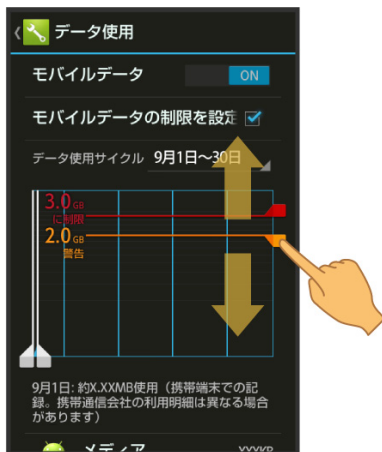 データ使用
モバイルデータ ON
モバイルデータの制限を設定
データ使用サイクル 9月1日～30日
3.0 GB
に制限
2.0 GB
警告
9月1日: 約X.XXMB使用（携帯端末での記
録。携帯通信会社の利用明細は異なる場合
があります）
メディア YYYKB